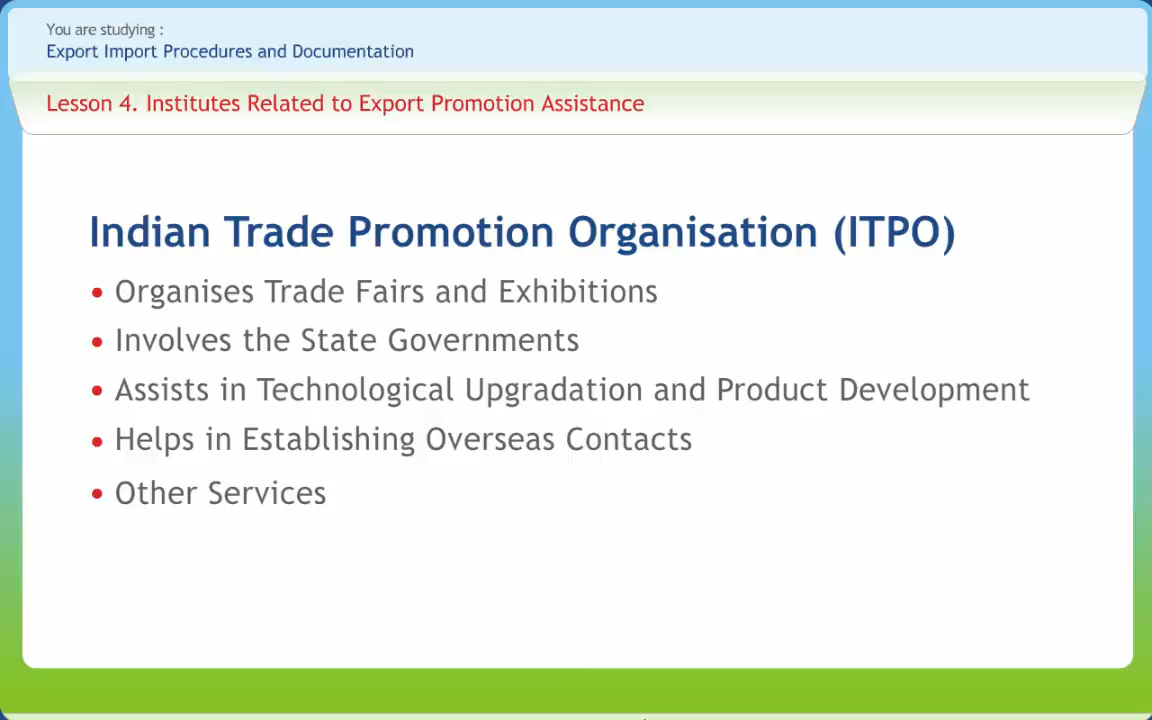 You are studying :
Export Import Procedures and Documentation
Lesson 4. Institutes Related to Export Promotion Assistance
Indian Trade Promotion Organisation (ITPO)
• Organises Trade Fairs and Exhibitions
• Involves the State Governments
• Assists in Technological Upgradation and Product Development
• Helps in Establishing Overseas Contacts
• Other Services